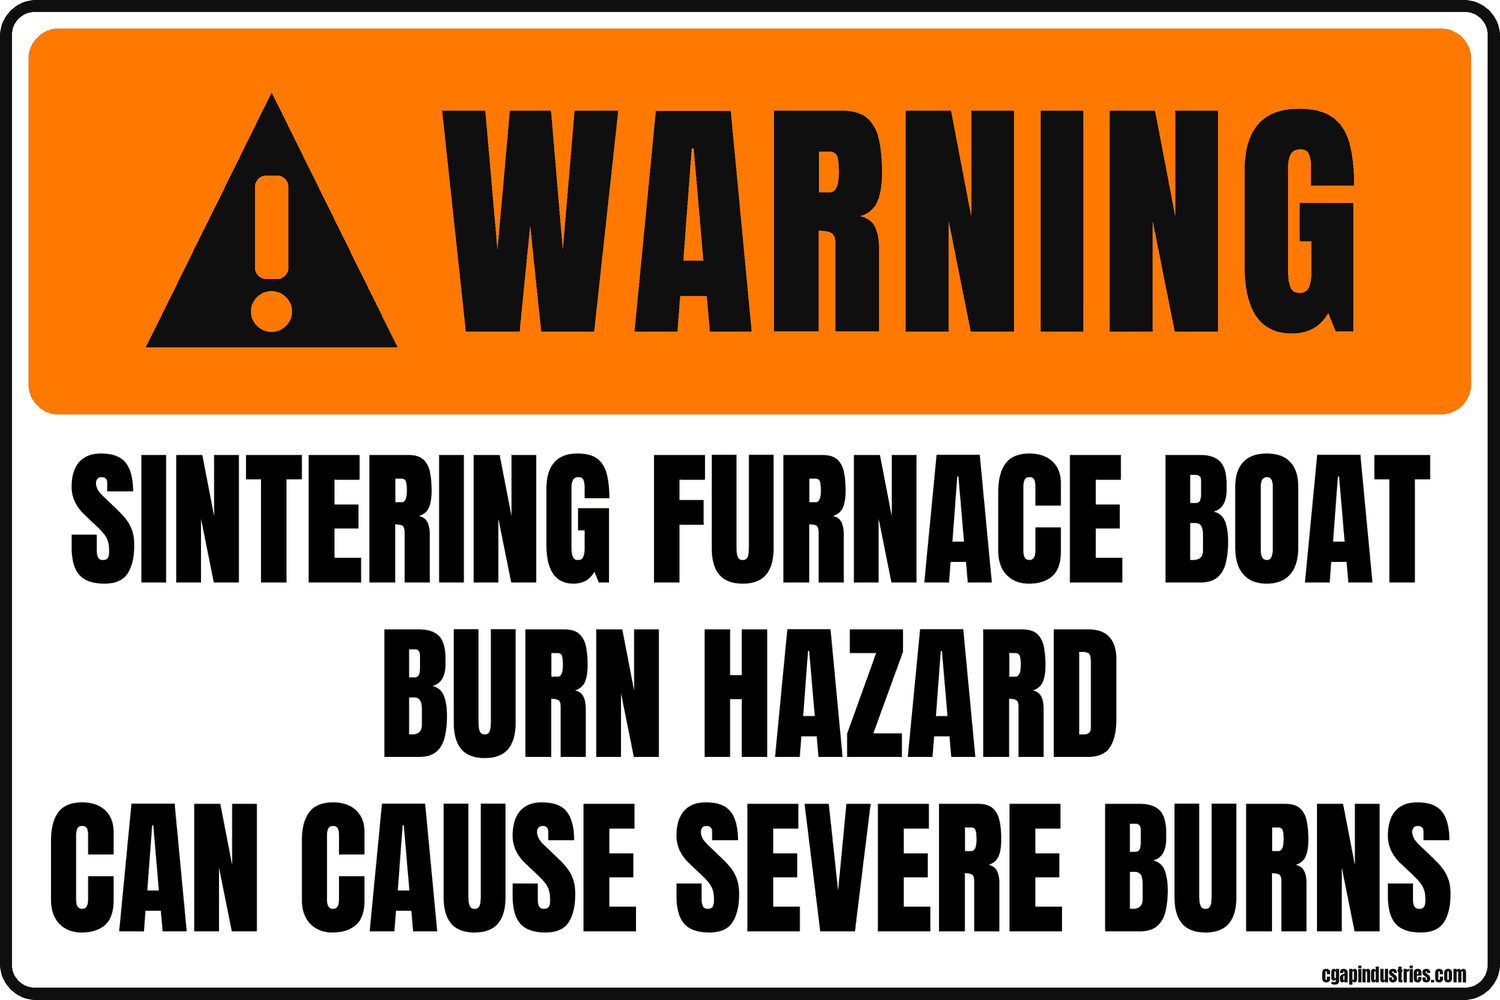 WARNING
SINTERING FURNACE BOAT
BURN HAZARD
CAN CAUSE SEVERE BURNS
cgapindustries.com